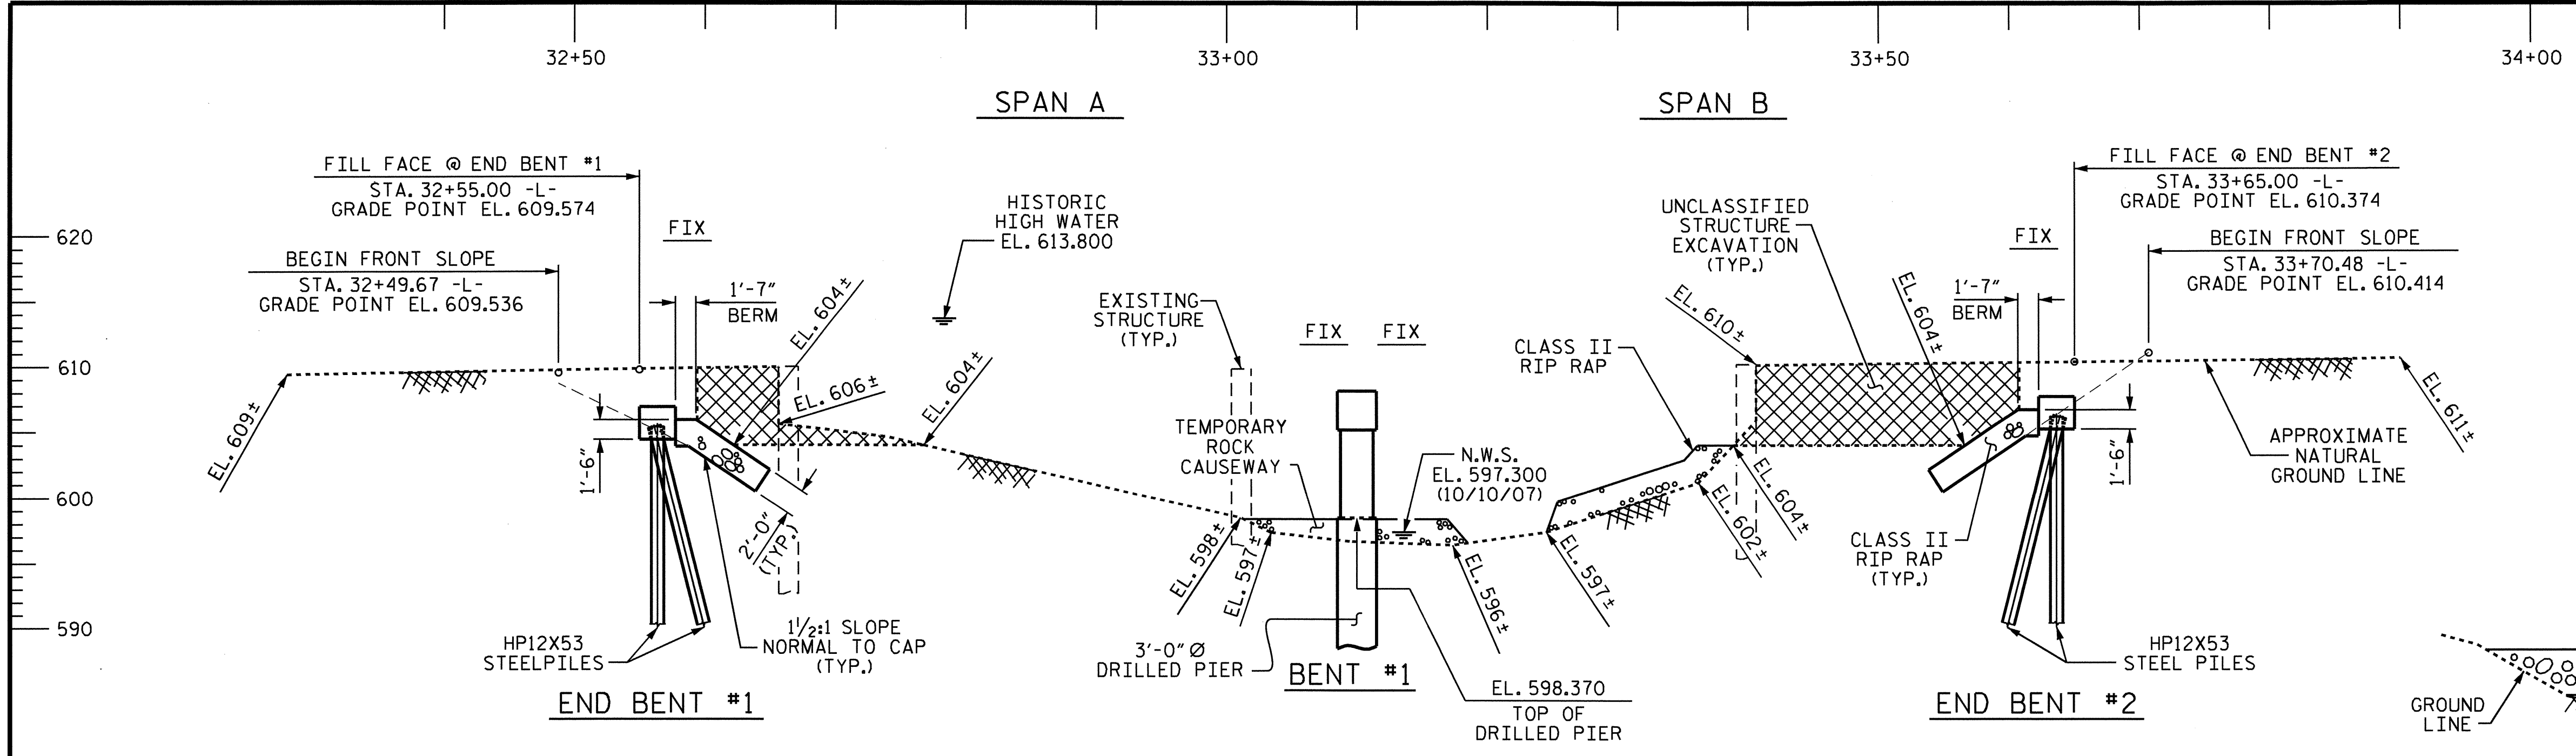 32+50
33+00
33+50
34+00
SPAN A
SPAN B
FILL FACE @ END BENT #1
STA. 32+55.00 -L-
GRADE POINT EL. 609.574
FIX
BEGIN FRONT SLOPE
STA. 32+49.67 -L-
GRADE POINT EL. 609.536
1'-7"
BERM
EL. 604±
HISTORIC
HIGH WATER
EL. 613.800
EXISTING
STRUCTURE
(TYP.)
FIX
FIX
UNCLASSIFIED
STRUCTURE
EXCAVATION
(TYP.)
EL. 610±
CLASS II
RIP RAP
EL. 604±
FILL FACE @ END BENT #2
STA. 33+65.00 -L-
GRADE POINT EL. 610.374
FIX
BEGIN FRONT SLOPE
STA. 33+70.48 -L-
GRADE POINT EL. 610.414
1'-7"
BERM
620
610
600
590
EL. 609±
1'-6"
EL. 606±
EL. 604±
2'-0"
(TYP.)
TEMPORARY
ROCK
CAUSEWAY
N.W.S.
EL. 597.300
(10/10/07)
EL. 598±
EL. 597±
EL. 596±
EL. 597±
EL. 602±
EL. 604±
CLASS II
RIP RAP
(TYP.)
1'-6"
APPROXIMATE
NATURAL
GROUND LINE
EL. 611±
HP12X53
STEELPILES
1½:1 SLOPE
NORMAL TO CAP
(TYP.)
3'-0" Ø
DRILLED PIER
BENT #1
EL. 598.370
TOP OF
DRILLED PIER
HP12X53
STEEL PILES
END BENT #1
END BENT #2
GROUND
LINE